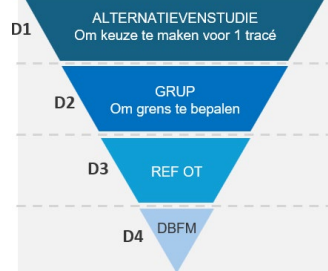 D1
ALTERNATIEVENSTUDIE
Om keuze te maken voor 1 tracé
D2
GRUP
Om grens te bepalen
D3
REF OT
D4
DBFM